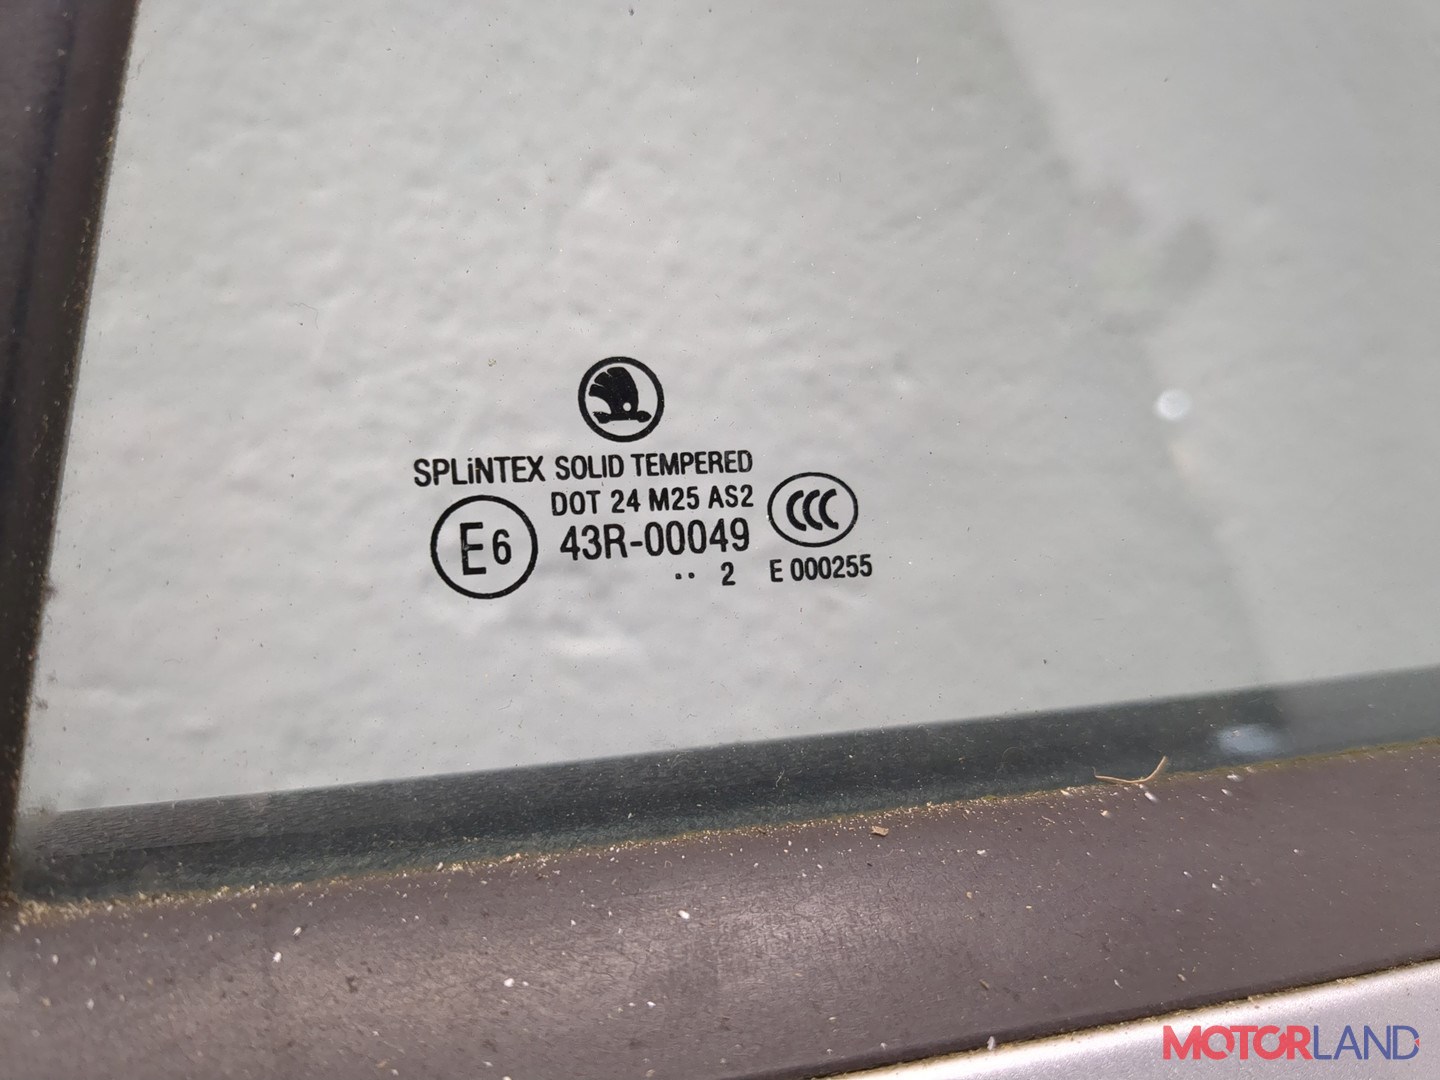 SPLiNTEX SOLID TEMPERED
DOT 24 M25 AS2
CCC
E6
43R-00049
.. 2
E 000255
MOTORLAND